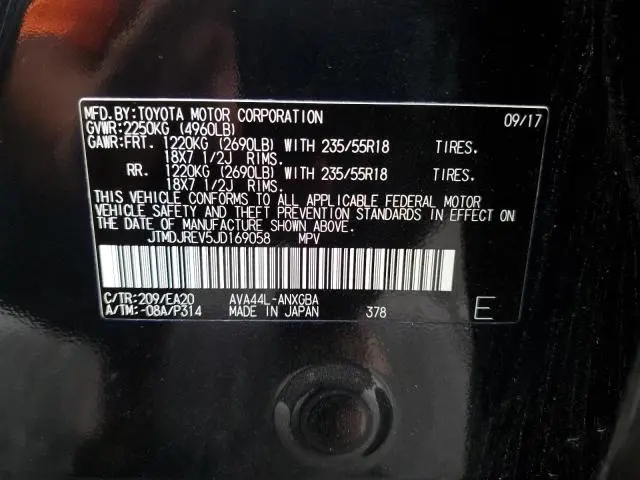 MFD.BY:TOYOTA MOTOR CORPORATION 09/17
GVWR:2250KG (4960LB)
GAWR:FRT. 1220KG (2690LB) WITH 235/55R18 TIRES.
18X7 1/2J RIMS.
RR. 1220KG (2690LB) WITH 235/55R18 TIRES.
18X7 1/2J RIMS.
THIS VEHICLE CONFORMS TO ALL APPLICABLE FEDERAL MOTOR
VEHICLE SAFETY AND THEFT PREVENTION STANDARDS IN EFFECT ON
THE DATE OF MANUFACTURE SHOWN ABOVE.
JTMDJREV5JD169058 MPV
C/TR:209/EA20 AVA44L-ANXGBA
A/TM:-08A/P314 MADE IN JAPAN 378 E